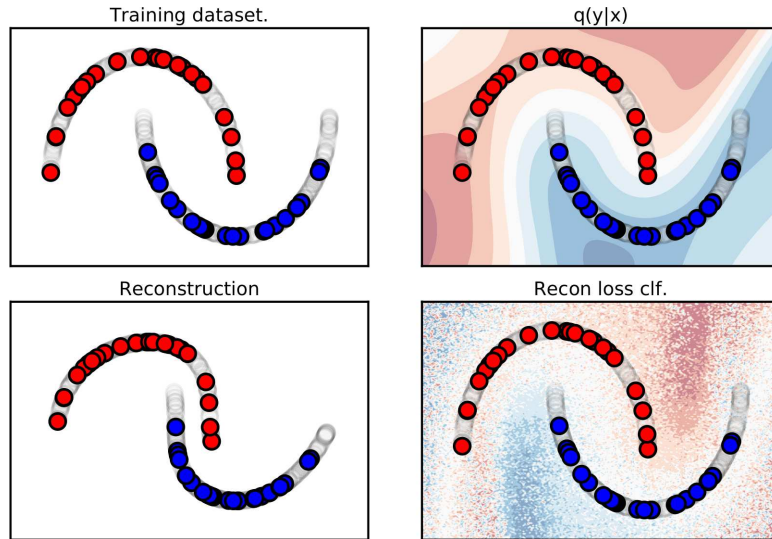 Training dataset.
q(y|x)
Reconstruction
Recon loss clf.